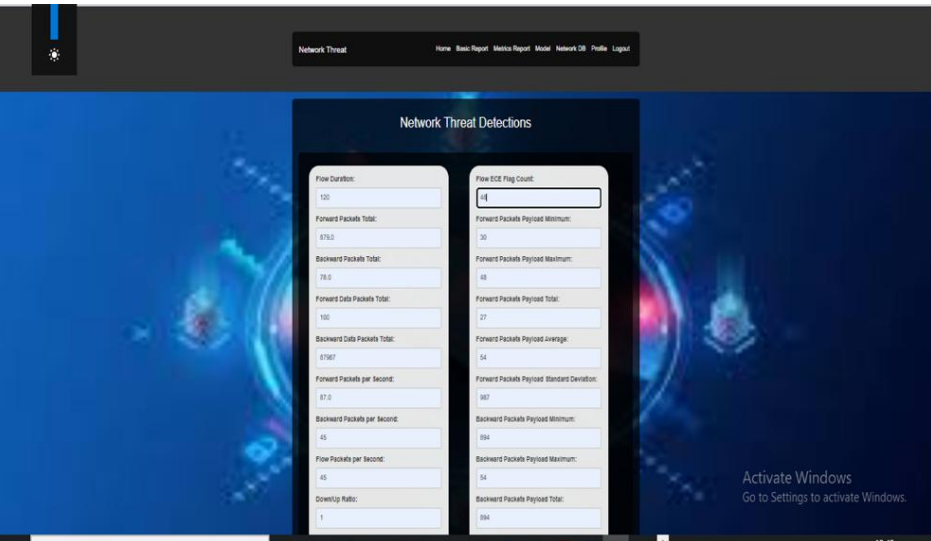 Network Threat
Home Basic Report Metrics Report Model Network DB Profile Logout
Network Threat Detections
Flow Duration:
120
Forward Packets Total:
879.0
Backward Packets Total:
78.0
Forward Data Packets Total:
100
Backward Data Packets Total:
87987
Forward Packets per Second:
87.0
Backward Packets per Second:
45
Flow Packets per Second:
45
Down/Up Ratio:
1
Flow ECE Flag Count:
Forward Packets Payload Minimum:
30
Forward Packets Payload Maximum:
48
Forward Packets Payload Total:
27
Forward Packets Payload Average:
54
Forward Packets Payload Standard Deviation:
987
Backward Packets Payload Minimum:
894
Backward Packets Payload Maximum:
54
Backward Packets Payload Total:
894
Activate Windows
Go to Settings to activate Windows.